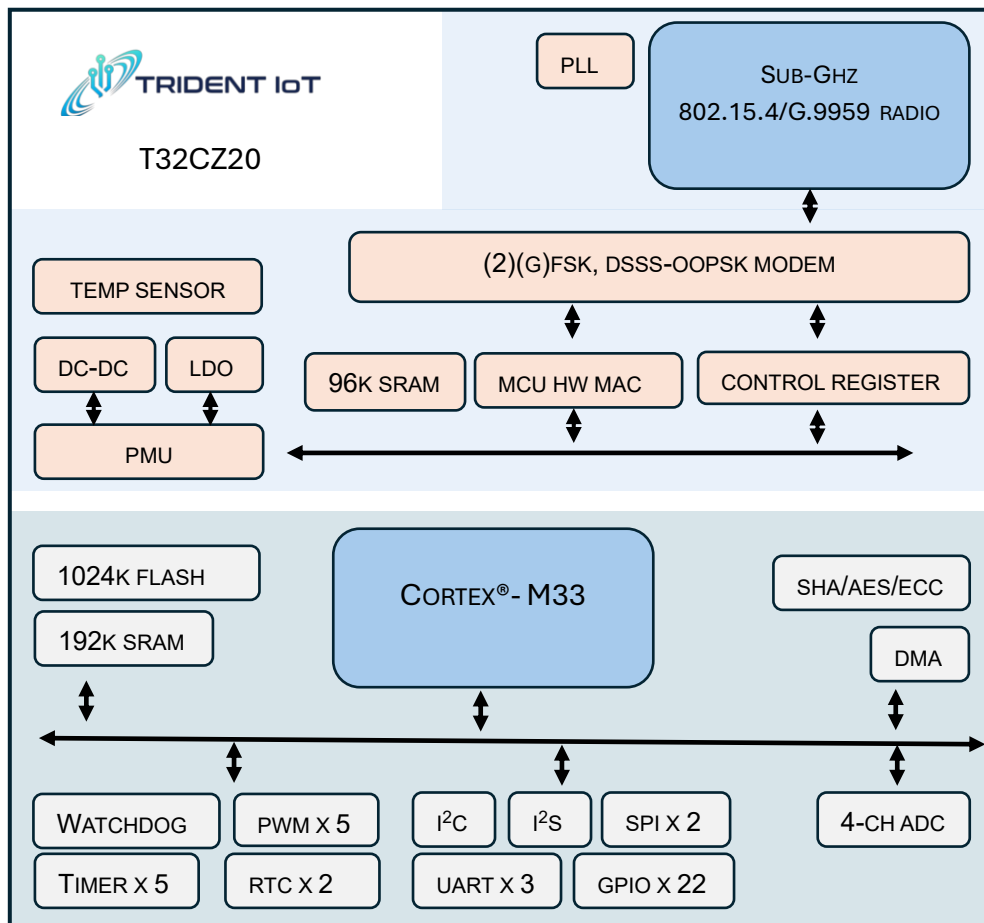 TRIDENT IoT
T32CZ20
PLL
SUB-GHZ
802.15.4/G.9959 RADIO
(2)(G)FSK, DSSS-OOPSK MODEM
TEMP SENSOR
DC-DC
LDO
96K SRAM
MCU HW MAC
CONTROL REGISTER
PMU
1024K FLASH
192K SRAM
CORTEX®- M33
SHA/AES/ECC
DMA
WATCHDOG
PWM X 5
I²C
I²S
SPI X 2
4-CH ADC
TIMER X 5
RTC X 2
UART X 3
GPIO X 22